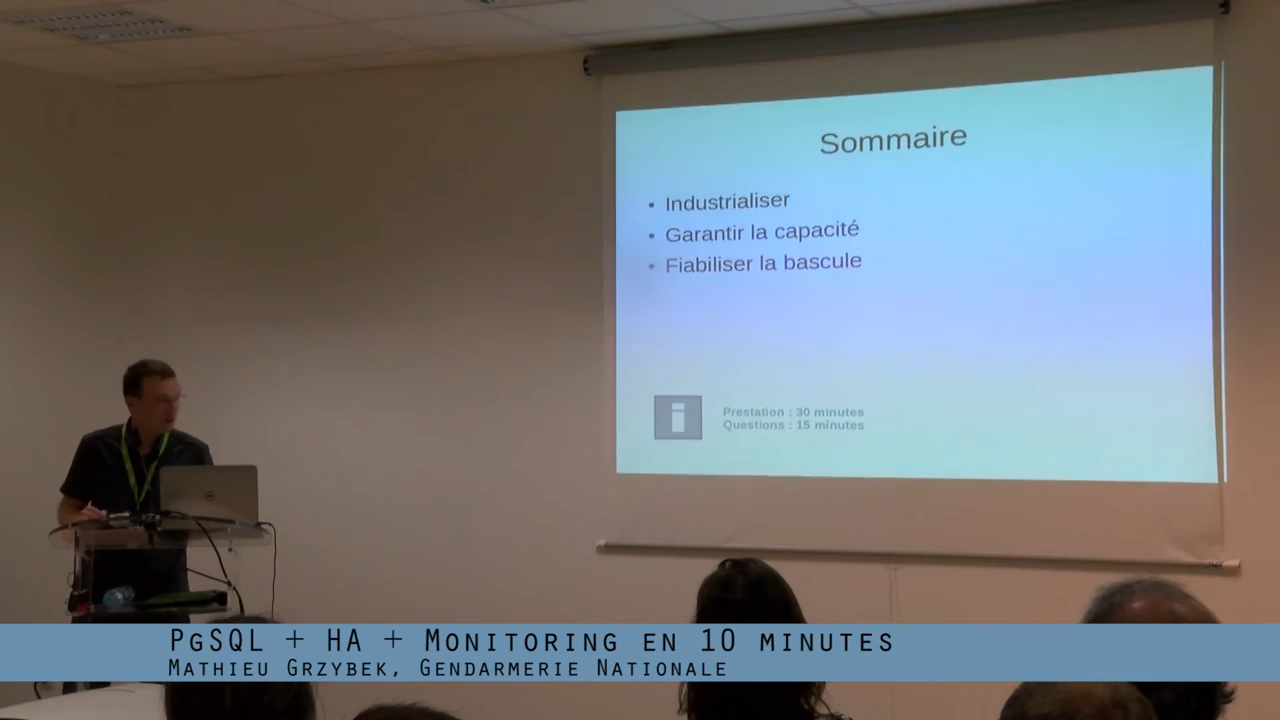 Sommaire
• Industrialiser
• Garantir la capacité
• Fiabiliser la bascule
i
Prestation : 30 minutes
Questions : 15 minutes
PgSQL + HA + Monitoring en 10 minutes
Mathieu Grzybek, Gendarmerie Nationale